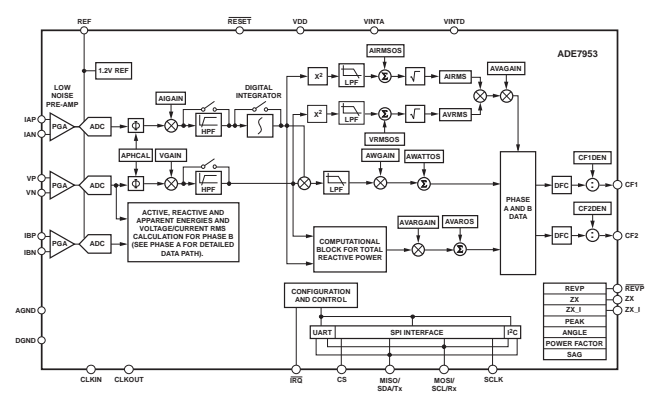 REF
RESET
VDD
VINTA
VINTD
ADE7953
1.2V REF
LOW
NOISE
PRE-AMP
AIGAIN
DIGITAL
INTEGRATOR
AIRMSOS
AVAGAIN
X²
LPF
Σ
√
AIRMS
IAP
IAN
PGA
ADC
Φ
HPF
∫
X²
LPF
Σ
√
AVRMS
VRMSOS
APHCAL
VGAIN
AWGAIN
AWATTOS
CF1DEN
VP
VN
PGA
ADC
Φ
HPF
LPF
Σ
PHASE
A AND B
DATA
DFC
:
CF1
CF2DEN
ACTIVE, REACTIVE AND
APPARENT ENERGIES AND
VOLTAGE/CURRENT RMS
CALCULATION FOR PHASE B
(SEE PHASE A FOR DETAILED
DATA PATH).
IBP
IBN
PGA
ADC
COMPUTATIONAL
BLOCK FOR TOTAL
REACTIVE POWER
AVARGAIN
AVAROS
Σ
DFC
:
CF2
CONFIGURATION
AND CONTROL
REVP
ZX
ZX_I
PEAK
ANGLE
POWER FACTOR
SAG
REVP
ZX
ZX_I
AGND
DGND
UART
SPI INTERFACE
I²C
CLKIN
CLKOUT
IRQ
CS
MISO/
SDA/Tx
MOSI/
SCL/Rx
SCLK